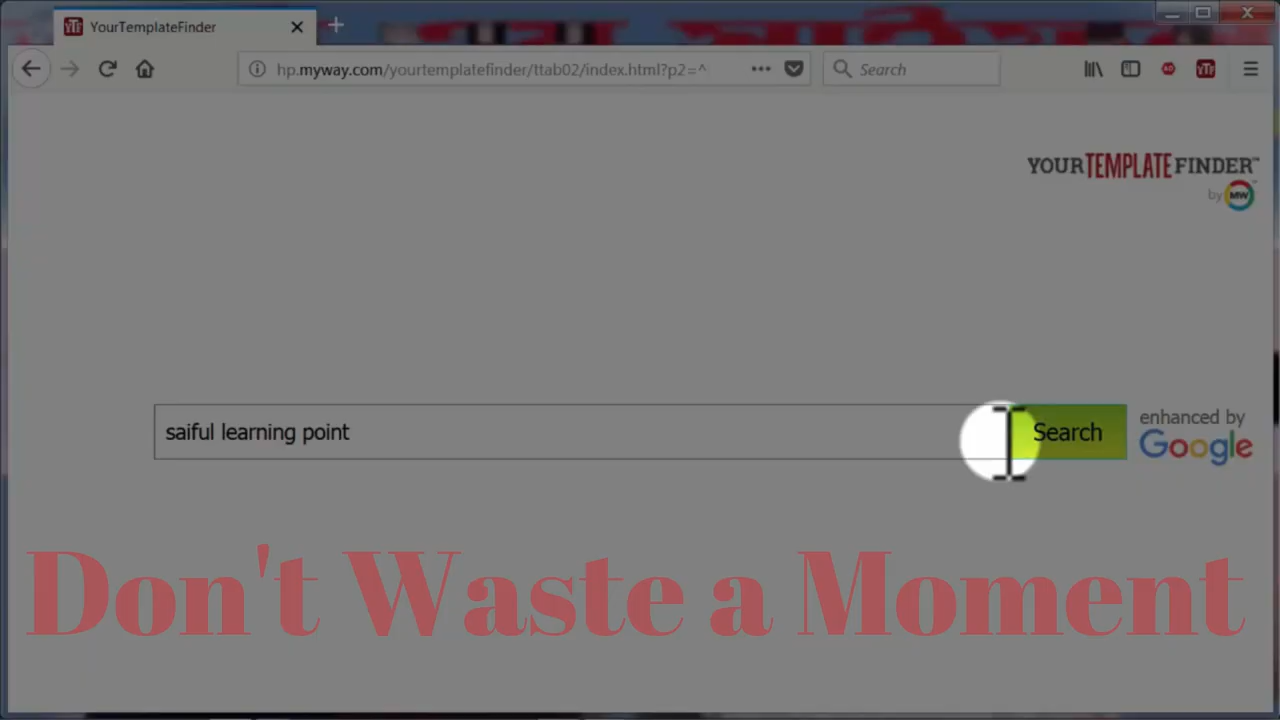 YourTemplateFinder
hp.myway.com/yourtemplatefinder/ttab02/index.html?p2=^
Search
YOURTEMPLATEFINDER™
by MW
saiful learning point
Search
enhanced by
Google
Don't Waste a Moment